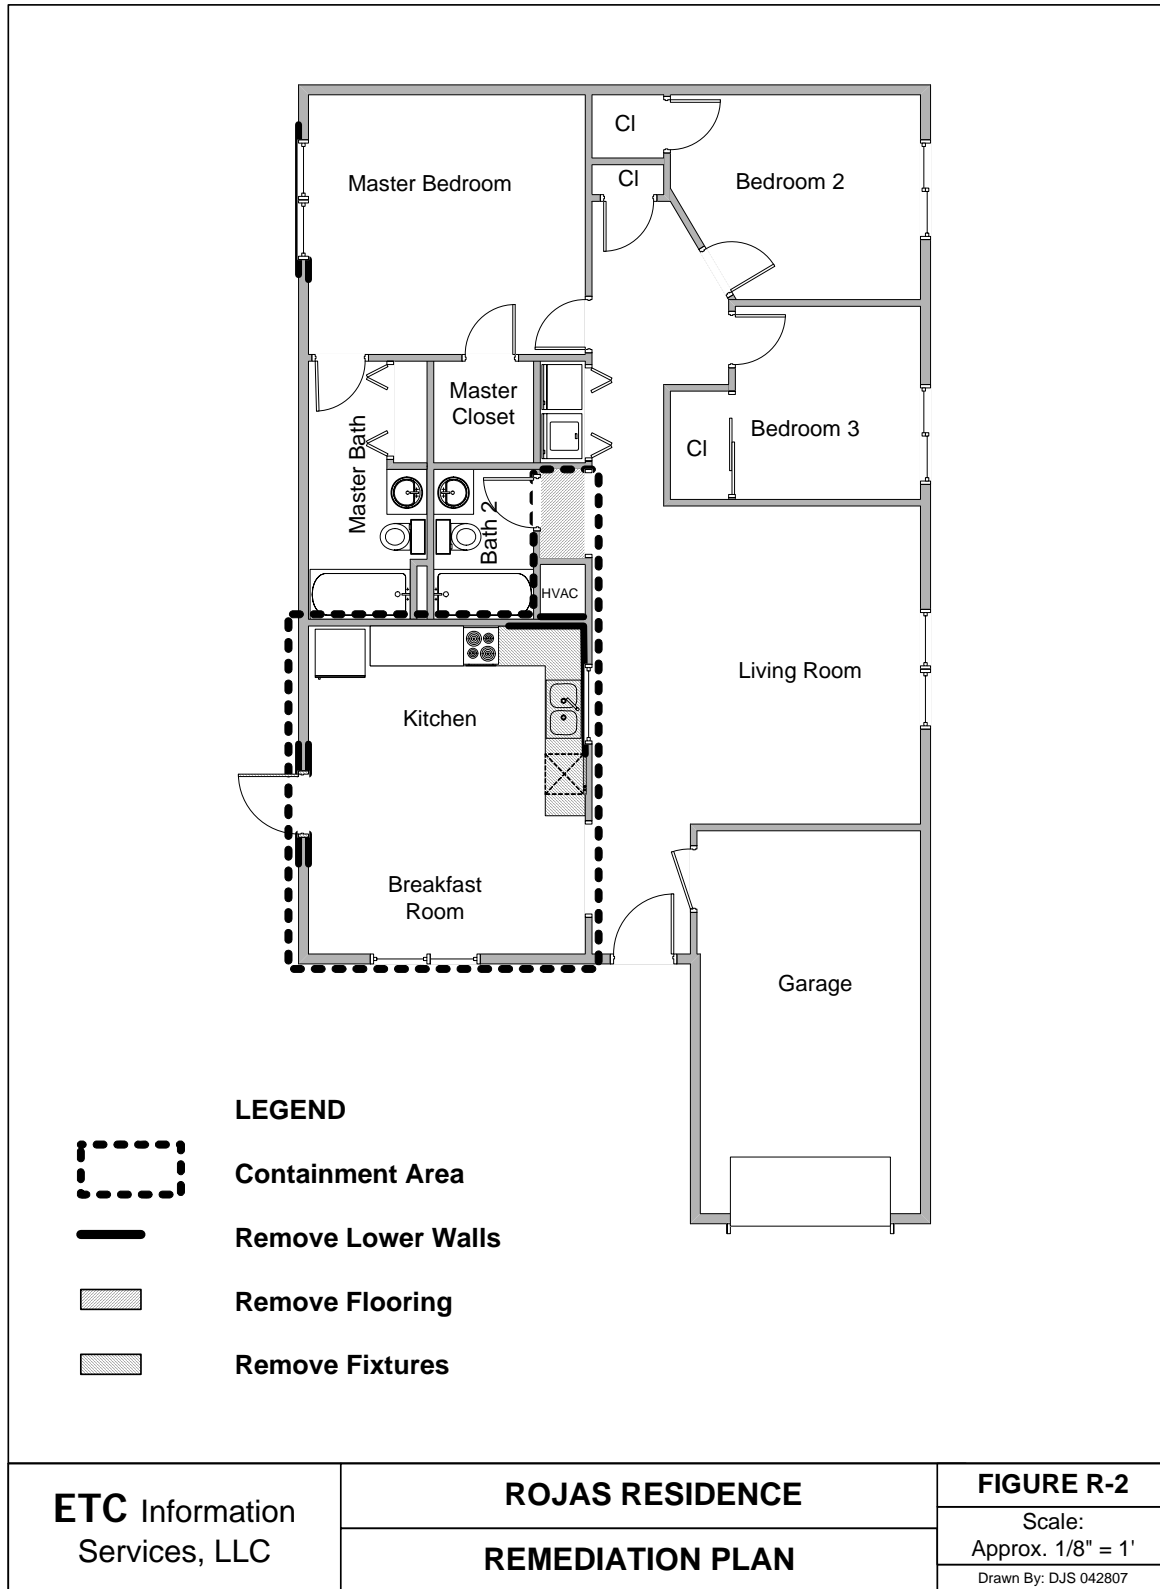 Cl
Cl
Master Bedroom
Bedroom 2
Master
Closet
Master Bath
Bath 2
Cl
Bedroom 3
HVAC
Living Room
Kitchen
Breakfast
Room
Garage
LEGEND
Containment Area
Remove Lower Walls
Remove Flooring
Remove Fixtures
ETC Information
Services, LLC
ROJAS RESIDENCE
REMEDIATION PLAN
FIGURE R-2
Scale:
Approx. 1/8" = 1'
Drawn By: DJS 042807